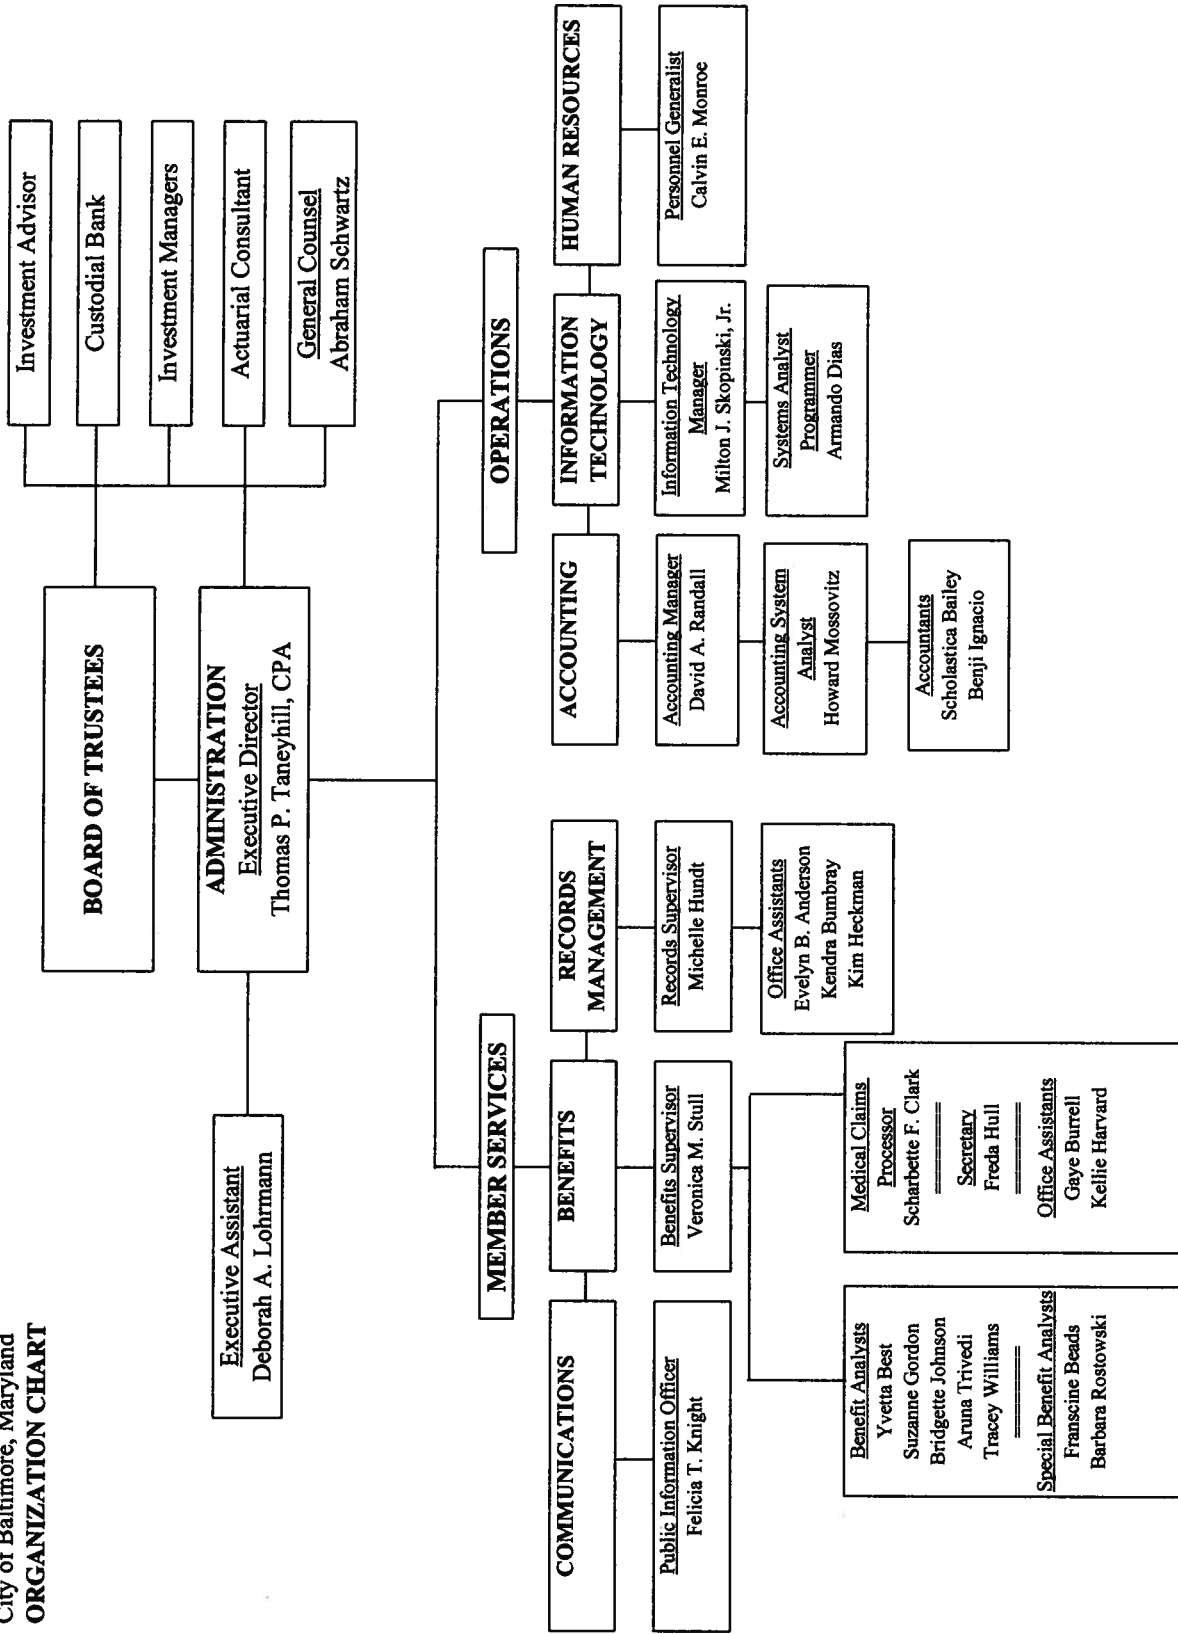 City of Baltimore, Maryland
ORGANIZATION CHART
BOARD OF TRUSTEES
Investment Advisor
Custodial Bank
Investment Managers
Actuarial Consultant
General Counsel
Abraham Schwartz
ADMINISTRATION
Executive Director
Thomas P. Taneyhill, CPA
Executive Assistant
Deborah A. Lohrmann
MEMBER SERVICES
OPERATIONS
COMMUNICATIONS
BENEFITS
RECORDS
MANAGEMENT
ACCOUNTING
INFORMATION
TECHNOLOGY
HUMAN RESOURCES
Public Information Officer
Felicia T. Knight
Benefits Supervisor
Veronica M. Stull
Records Supervisor
Michelle Hundt
Accounting Manager
David A. Randall
Information Technology
Manager
Milton J. Skopinski, Jr.
Personnel Generalist
Calvin E. Monroe
Office Assistants
Evelyn B. Anderson
Kendra Bumbray
Kim Heckman
Accounting System
Analyst
Howard Mossovitz
Systems Analyst
Programmer
Armando Dias
Benefit Analysts
Yvetta Best
Suzanne Gordon
Bridgette Johnson
Aruna Trivedi
Tracey Williams
Special Benefit Analysts
Franscine Beads
Barbara Rostowski
Medical Claims
Processor
Scharbette F. Clark
Secretary
Freda Hull
Office Assistants
Gaye Burrell
Kellie Harvard
Accountants
Scholastica Bailey
Benji Ignacio